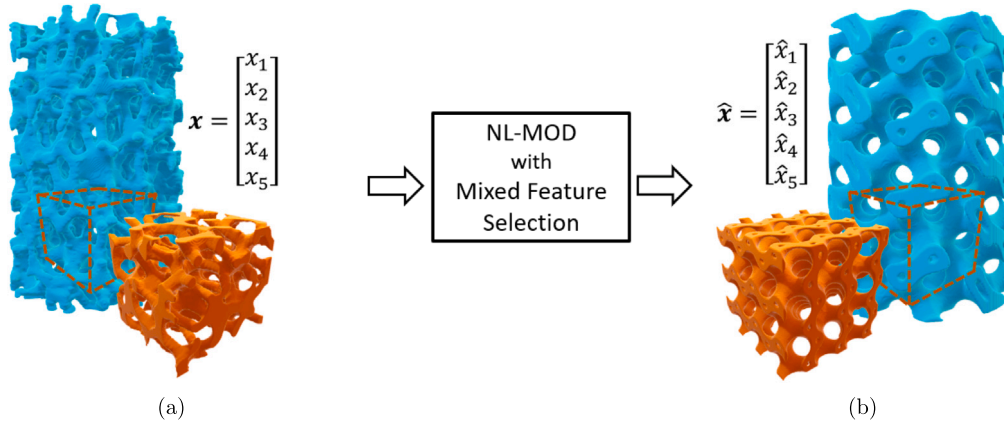 x = [x₁
x₂
x₃
x₄
x₅]
NL-MOD
with
Mixed Feature
Selection
x̂ = [x̂₁
x̂₂
x̂₃
x̂₄
x̂₅]
(a)
(b)